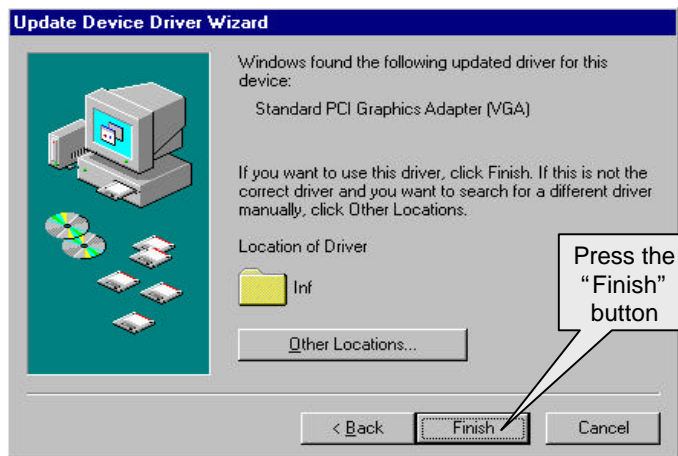 Update Device Driver Wizard
Windows found the following updated driver for this
device:
Standard PCI Graphics Adapter (VGA)
If you want to use this driver, click Finish. If this is not the
correct driver and you want to search for a different driver
manually, click Other Locations.
Location of Driver
Inf
Other Locations...
Press the
“Finish”
button
< Back
Finish
Cancel